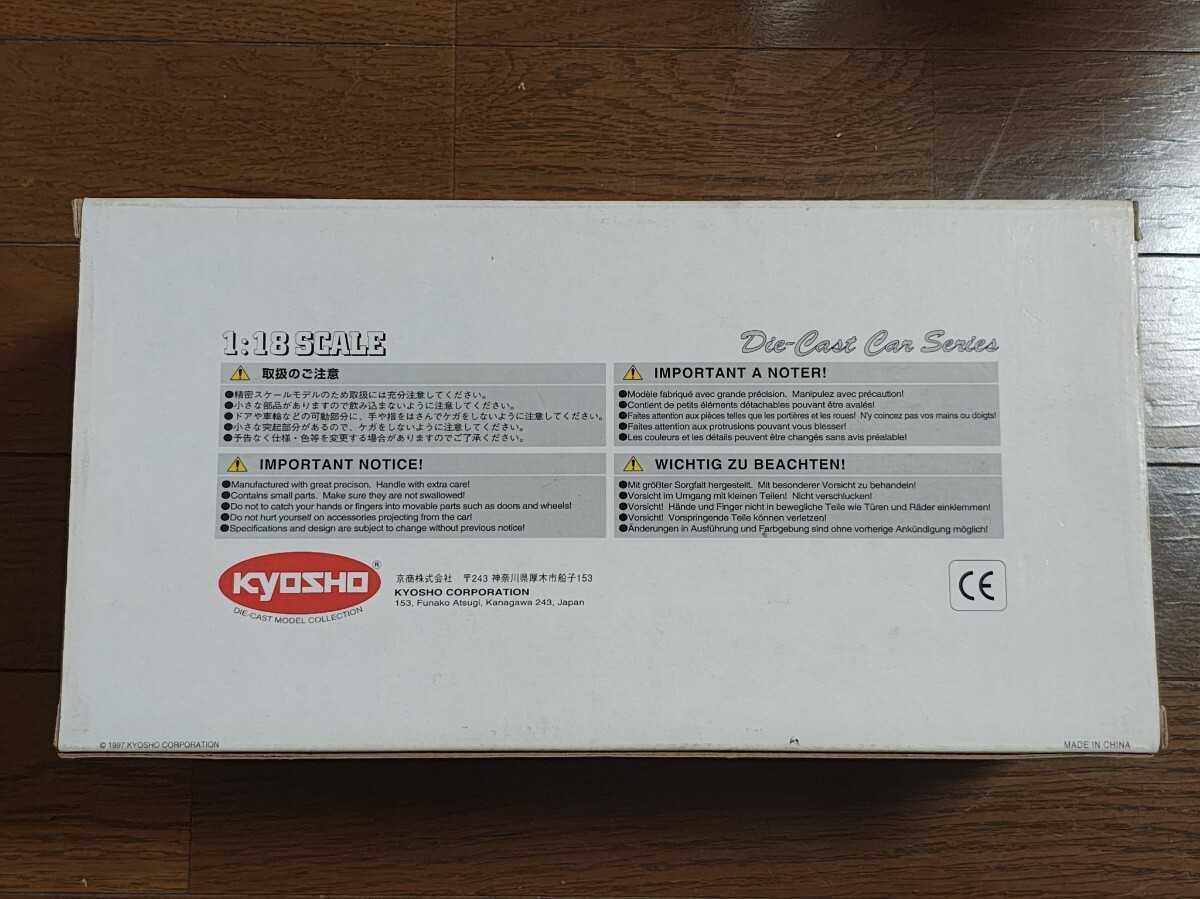 1:18 SCALE
Die-Cast Car Series
取扱のご注意
●精密スケールモデルのため取扱には充分注意してください。
●小さな部品がありますので飲み込まないように注意してください。
●ドアや車輪などの可動部分に、手や指をはさんでケガをしないように注意してください。
●小さな突起部分があるので、ケガをしないように注意してください。
●予告なく仕様・色等を変更する場合がありますのでご了承ください。
IMPORTANT A NOTER!
●Modèle fabriqué avec grande précision. Manipulez avec précaution!
●Contient de petits éléments détachables pouvant être avalés!
●Faites attention aux pièces telles que les portières et les roues! N'y coincez pas vos mains ou doigts!
●Faites attention aux protrusions pouvant vous blesser!
●Les couleurs et les détails peuvent être changés sans avis préalable!
IMPORTANT NOTICE!
●Manufactured with great precison. Handle with extra care!
●Contains small parts. Make sure they are not swallowed!
●Do not to catch your hands or fingers into movable parts such as doors and wheels!
●Do not hurt yourself on accessories projecting from the car!
●Specifications and design are subject to change without previous notice!
WICHTIG ZU BEACHTEN!
●Mit größter Sorgfalt hergestellt. Mit besonderer Vorsicht zu behandeln!
●Vorsicht im Umgang mit kleinen Teilen! Nicht verschlucken!
●Vorsicht! Hände und Finger nicht in bewegliche Teile wie Türen und Räder einklemmen!
●Vorsicht! Vorspringende Teile können verletzen!
●Änderungen in Ausführung und Farbgebung sind ohne vorherige Ankündigung möglich!
KYOSHO®
DIE-CAST MODEL COLLECTION
京商株式会社 〒243 神奈川県厚木市船子153
KYOSHO CORPORATION
153, Funako Atsugi, Kanagawa 243, Japan
CE
© 1997 KYOSHO CORPORATION
MADE IN CHINA